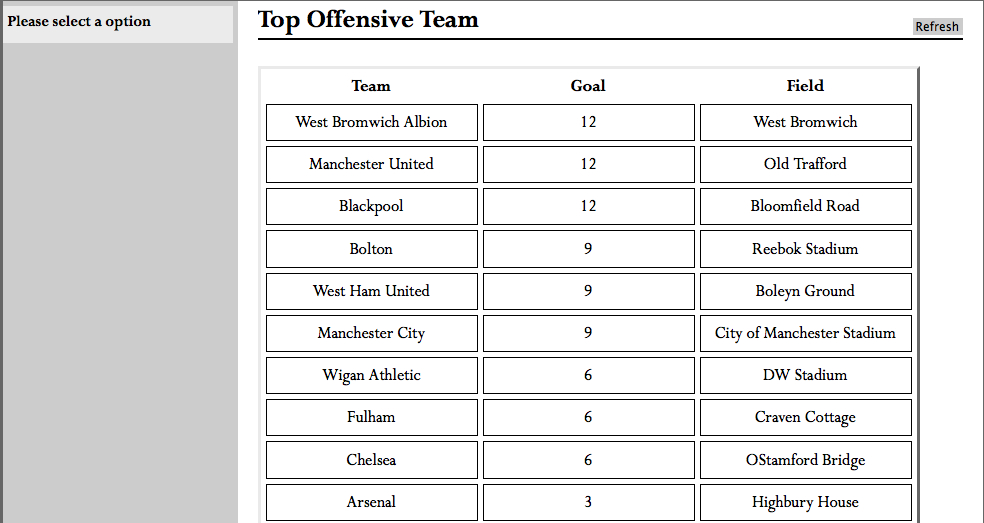 Please select a option
Top Offensive Team
Refresh
Team Goal Field
West Bromwich Albion 12 West Bromwich
Manchester United 12 Old Trafford
Blackpool 12 Bloomfield Road
Bolton 9 Reebok Stadium
West Ham United 9 Boleyn Ground
Manchester City 9 City of Manchester Stadium
Wigan Athletic 6 DW Stadium
Fulham 6 Craven Cottage
Chelsea 6 OStamford Bridge
Arsenal 3 Highbury House